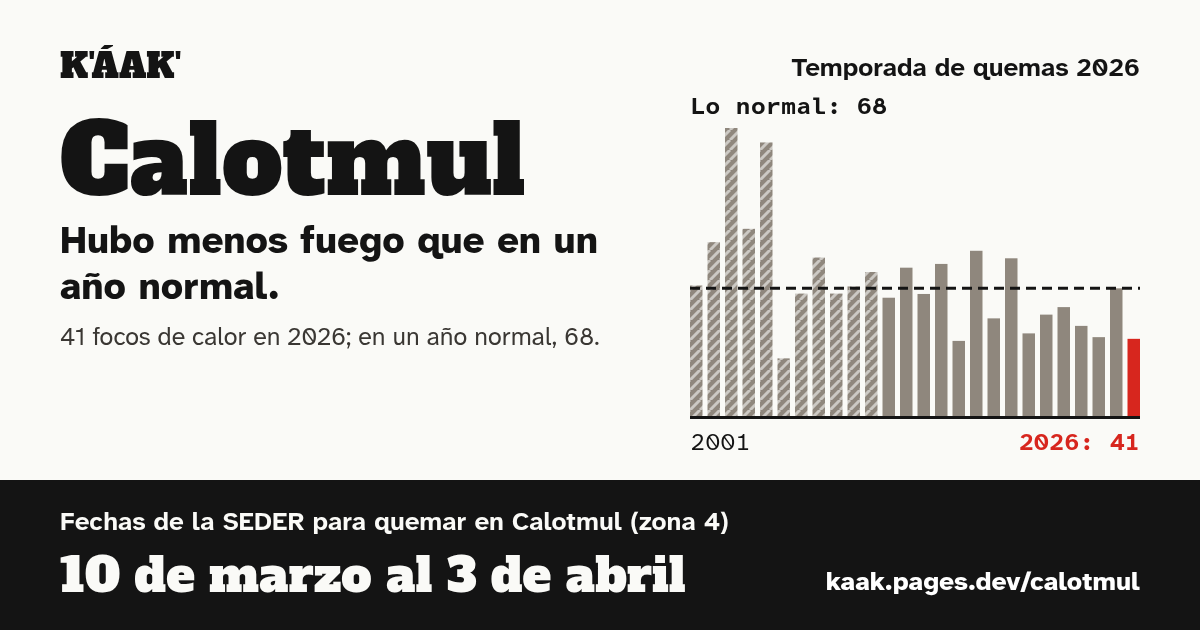 K'ÁAK'
Calotmul
Hubo menos fuego que en un
año normal.
41 focos de calor en 2026; en un año normal, 68.
Temporada de quemas 2026
Lo normal: 68
2001
2026: 41
Fechas de la SEDER para quemar en Calotmul (zona 4)
10 de marzo al 3 de abril
kaak.pages.dev/calotmul